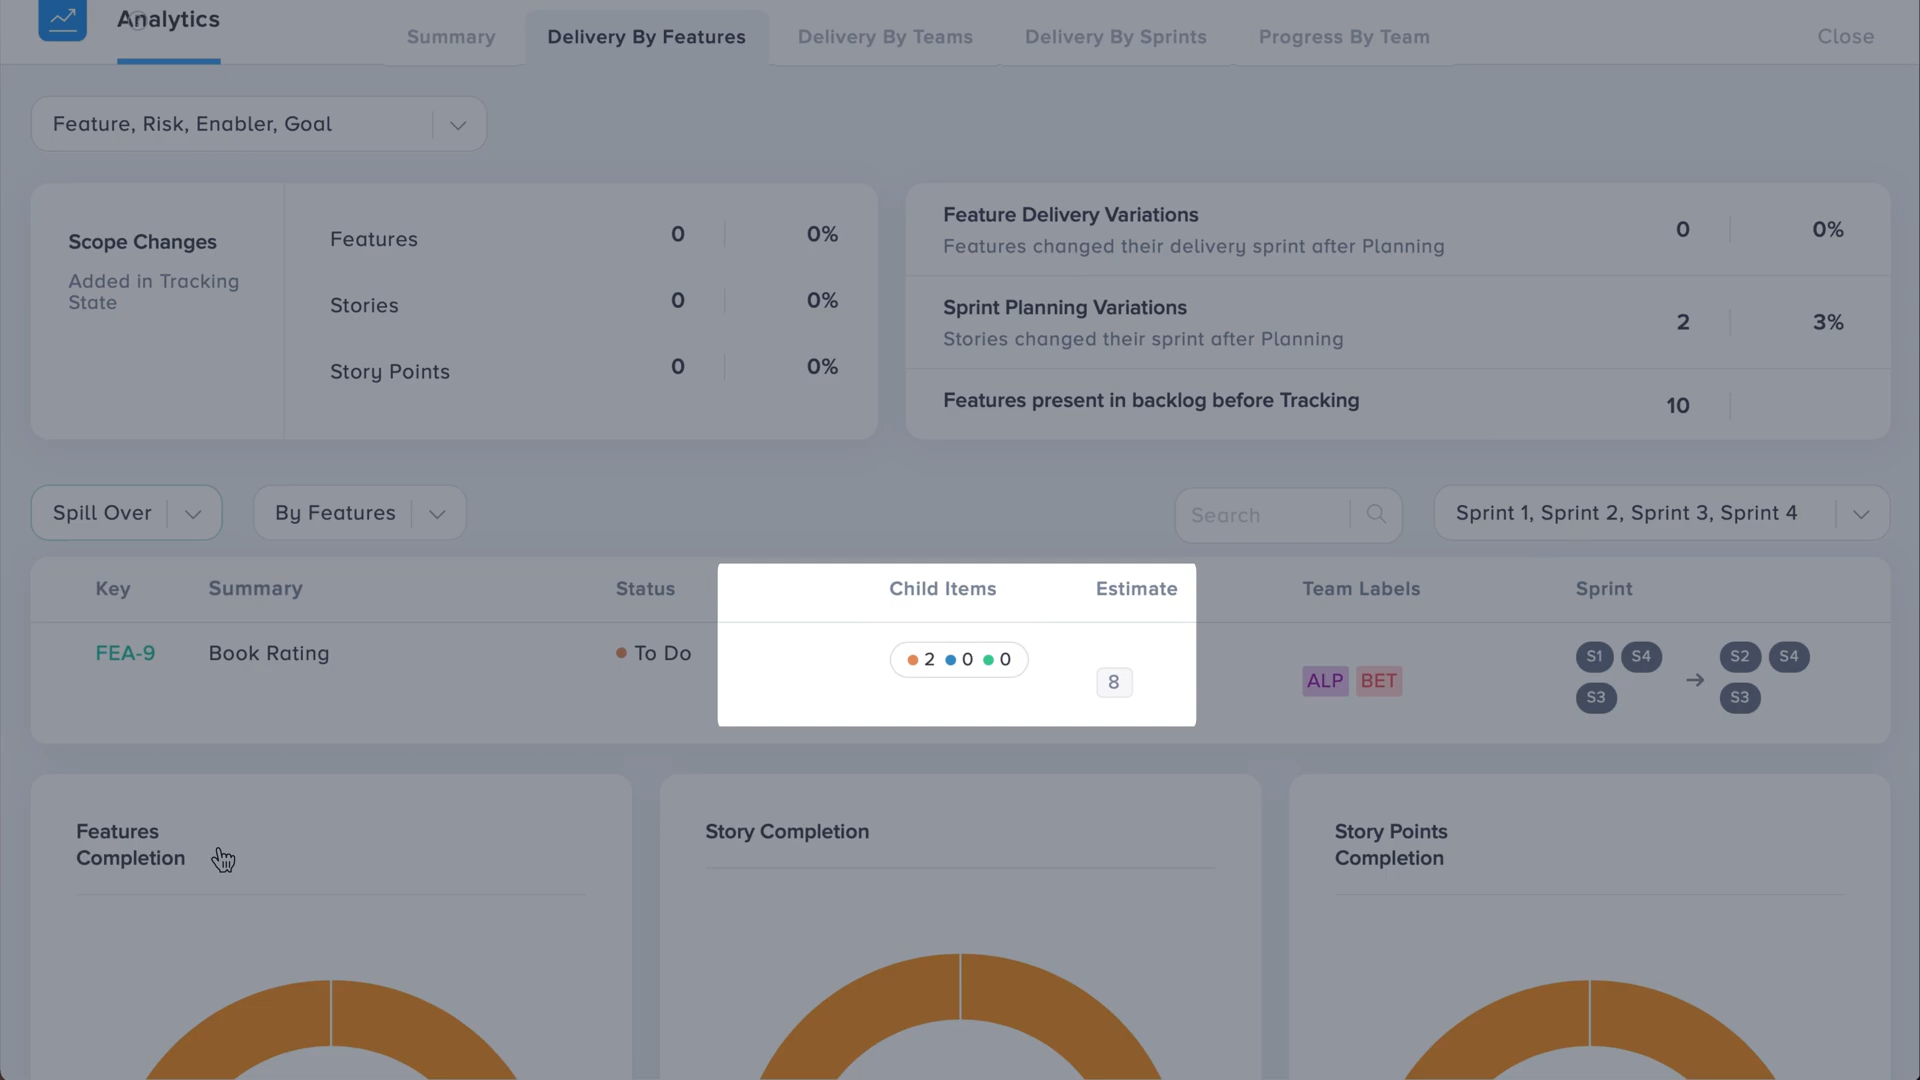 Analytics
Summary
Delivery By Features
Delivery By Teams
Delivery By Sprints
Progress By Team
Close
Feature, Risk, Enabler, Goal
Scope Changes
Added in Tracking
State
Features 0 0%
Stories 0 0%
Story Points 0 0%
Feature Delivery Variations
Features changed their delivery sprint after Planning
0 0%
Sprint Planning Variations
Stories changed their sprint after Planning
2 3%
Features present in backlog before Tracking
10
Spill Over
By Features
Search
Sprint 1, Sprint 2, Sprint 3, Sprint 4
Key Summary Status Child Items Estimate Team Labels Sprint
FEA-9 Book Rating To Do 2 0 0 8 ALP BET
S1 S4 S2 S4
S3 S3
Features
Completion
Story Completion
Story Points
Completion